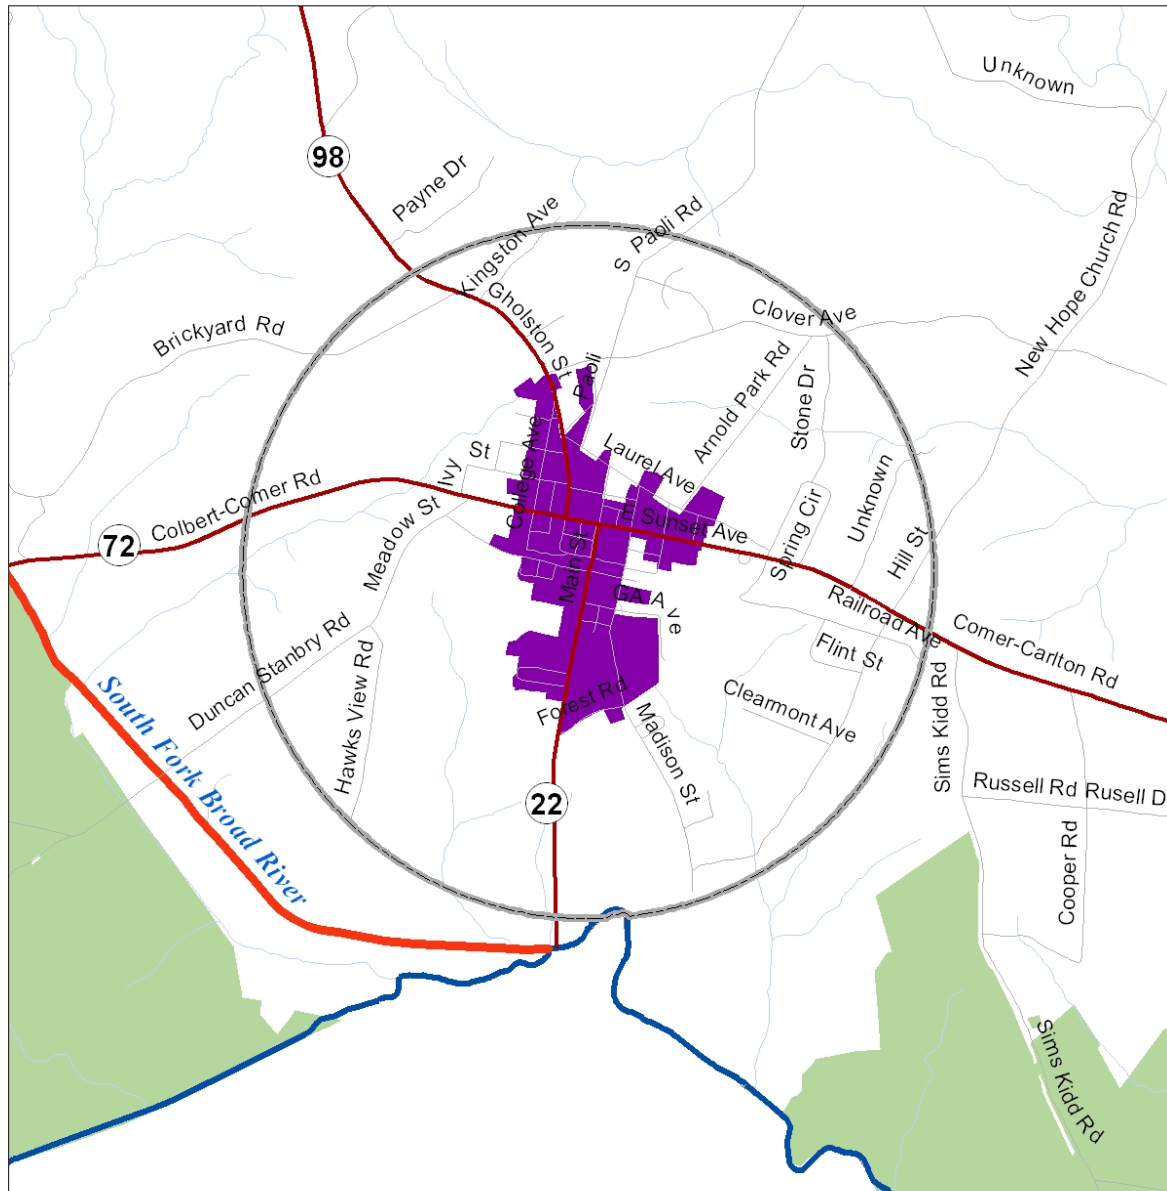 Unknown
98
Payne Dr
Kingston Ave
S Paoli Rd
New Hope Church Rd
Gholston St
Clover Ave
Brickyard Rd
Paoli
Arnold Park Rd
Stone Dr
Laurel Ave
Ivy St
College Ave
Colbert-Comer Rd
Unknown
m
Sunset Ave
Spring Cir
Meadow St
72
Main St
Hill St
GA Ave
Railroad Ave
Comer-Carlton Rd
Flint St
Duncan Stanbry Rd
Hawks View Rd
Sims Kidd Rd
Forest Rd
Clearmont Ave
South Fork Broad River
Madison St
22
Russell Rd
Rusell D
Cooper Rd
Sims Kidd Rd